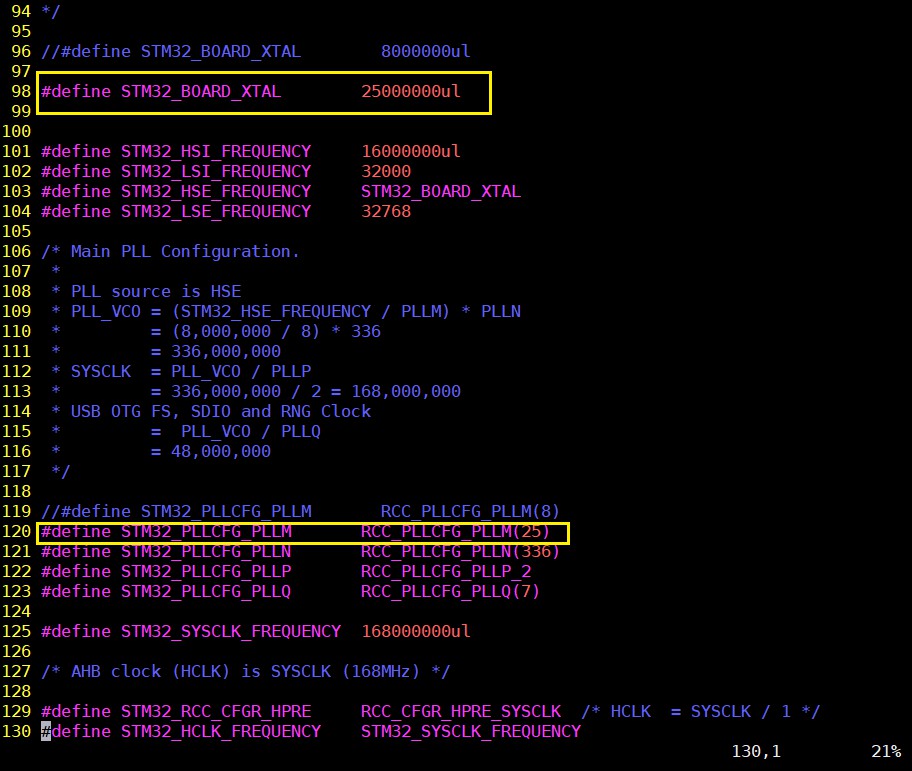 94 */
95
96 //#define STM32_BOARD_XTAL        8000000ul
97
98 #define STM32_BOARD_XTAL        25000000ul
99
100
101 #define STM32_HSI_FREQUENCY     16000000ul
102 #define STM32_LSI_FREQUENCY     32000
103 #define STM32_HSE_FREQUENCY     STM32_BOARD_XTAL
104 #define STM32_LSE_FREQUENCY     32768
105
106 /* Main PLL Configuration.
107  *
108  * PLL source is HSE
109  * PLL_VCO = (STM32_HSE_FREQUENCY / PLLM) * PLLN
110  *         = (8,000,000 / 8) * 336
111  *         = 336,000,000
112  * SYSCLK  = PLL_VCO / PLLP
113  *         = 336,000,000 / 2 = 168,000,000
114  * USB OTG FS, SDIO and RNG Clock
115  *         =  PLL_VCO / PLLQ
116  *         = 48,000,000
117  */
118
119 //#define STM32_PLLCFG_PLLM       RCC_PLLCFG_PLLM(8)
120 #define STM32_PLLCFG_PLLM       RCC_PLLCFG_PLLM(25)
121 #define STM32_PLLCFG_PLLN       RCC_PLLCFG_PLLN(336)
122 #define STM32_PLLCFG_PLLP       RCC_PLLCFG_PLLP_2
123 #define STM32_PLLCFG_PLLQ       RCC_PLLCFG_PLLQ(7)
124
125 #define STM32_SYSCLK_FREQUENCY  168000000ul
126
127 /* AHB clock (HCLK) is SYSCLK (168MHz) */
128
129 #define STM32_RCC_CFGR_HPRE     RCC_CFGR_HPRE_SYSCLK  /* HCLK  = SYSCLK / 1 */
130 #define STM32_HCLK_FREQUENCY    STM32_SYSCLK_FREQUENCY
130,1         21%